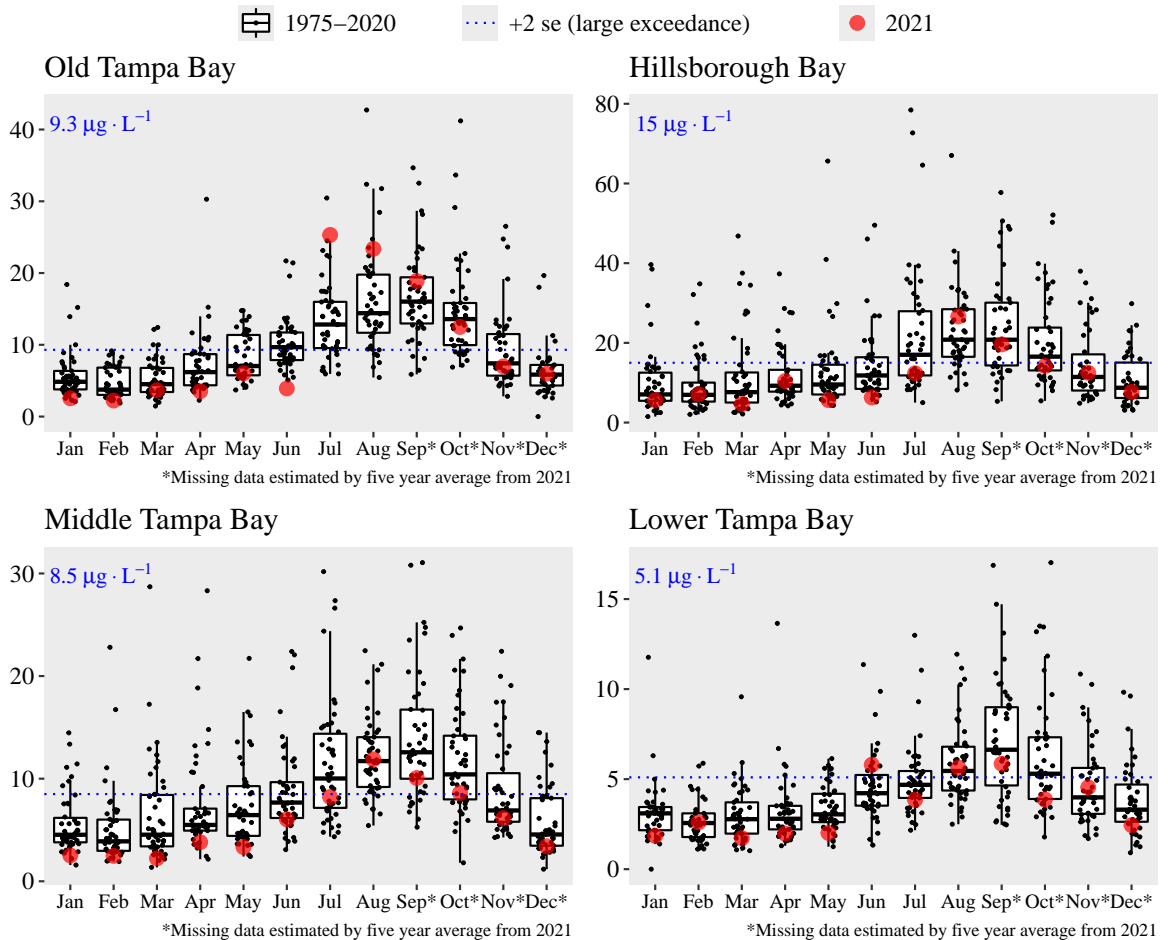 1975–2020 +2 se (large exceedance) 2021
Old Tampa Bay
9.3 μg · L⁻¹
40
30
20
10
0
Jan Feb Mar Apr May Jun Jul Aug Sep* Oct* Nov* Dec*
*Missing data estimated by five year average from 2021
Hillsborough Bay
15 μg · L⁻¹
80
60
40
20
0
Jan Feb Mar Apr May Jun Jul Aug Sep* Oct* Nov* Dec*
*Missing data estimated by five year average from 2021
Middle Tampa Bay
8.5 μg · L⁻¹
30
20
10
0
Jan Feb Mar Apr May Jun Jul Aug Sep* Oct* Nov* Dec*
*Missing data estimated by five year average from 2021
Lower Tampa Bay
5.1 μg · L⁻¹
15
10
5
0
Jan Feb Mar Apr May Jun Jul Aug Sep* Oct* Nov* Dec*
*Missing data estimated by five year average from 2021